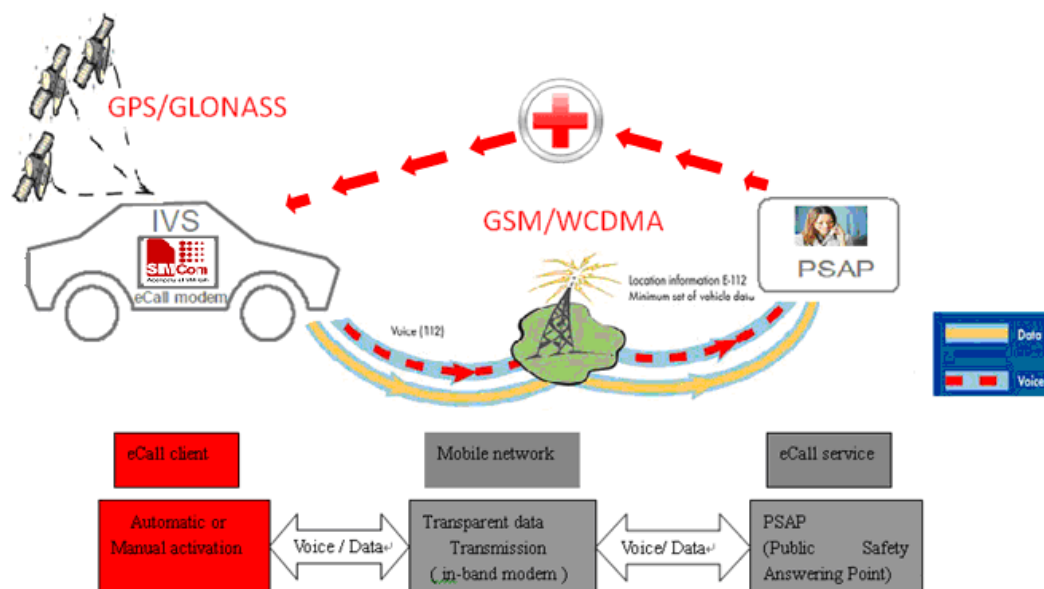 GPS/GLONASS
IVS
SIMCom
eCall modem
GSM/WCDMA
PSAP
Location information E-112
Minimum set of vehicle data
Voice (112)
Data
Voice
eCall client
Mobile network
eCall service
Automatic or
Manual activation
Voice / Data
Transparent data
Transmission
( in-band modem )
Voice/ Data
PSAP
(Public Safety
Answering Point)